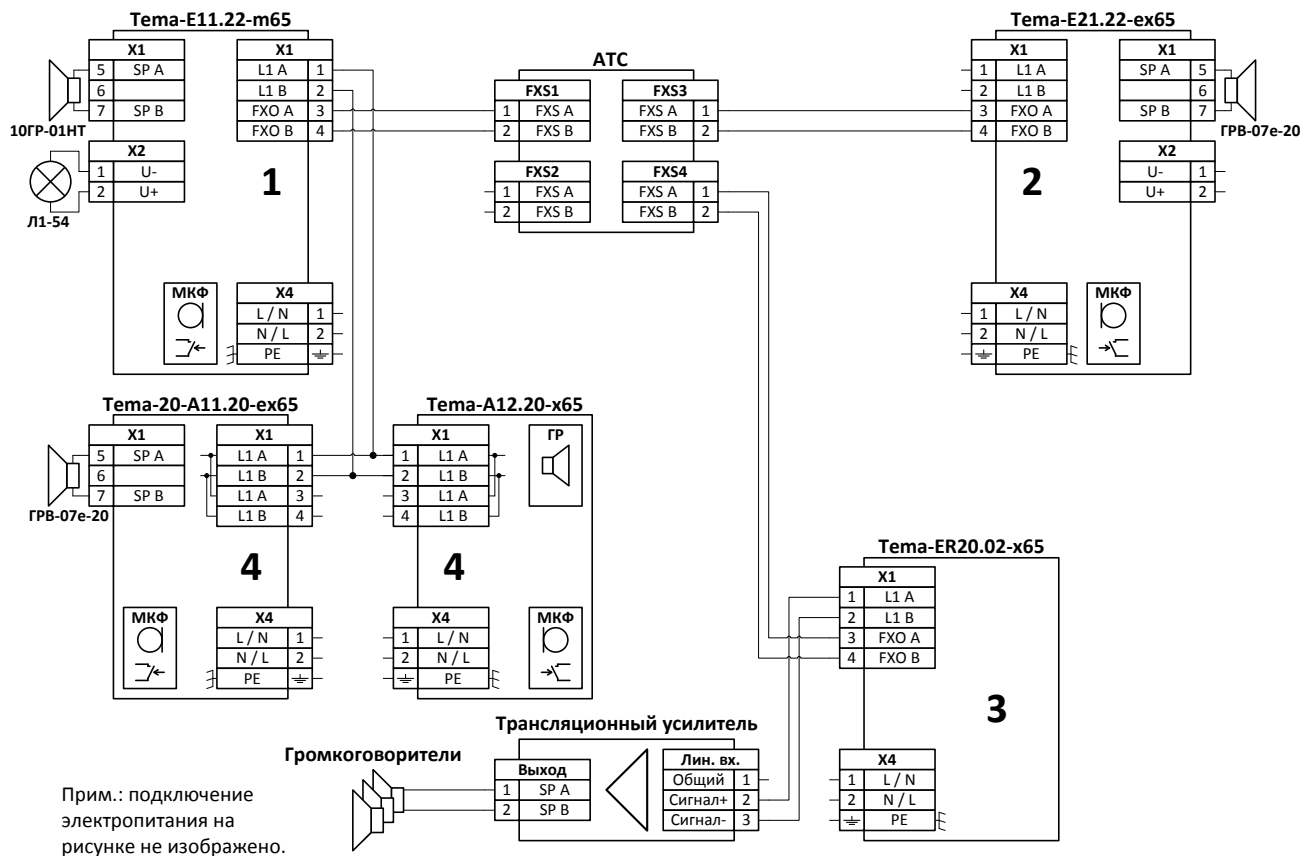 Tema-E11.22-m65
X1
5 SP A
6
7 SP B
10ГР-01НТ
X2
1 U-
2 U+
Л1-54
X1
L1 A 1
L1 B 2
FXO A 3
FXO B 4
1
МКФ
X4
L / N 1
N / L 2
PE
АТС
FXS1
1 FXS A
2 FXS B
FXS3
FXS A 1
FXS B 2
FXS2
1 FXS A
2 FXS B
FXS4
FXS A 1
FXS B 2
Tema-E21.22-ex65
X1
1 L1 A
2 L1 B
3 FXO A
4 FXO B
X1
SP A 5
6
SP B 7
ГРВ-07е-20
X2
U- 1
U+ 2
2
X4
1 L / N
2 N / L
PE
МКФ
Tema-20-A11.20-ex65
X1
5 SP A
6
7 SP B
ГРВ-07е-20
X1
L1 A 1
L1 B 2
L1 A 3
L1 B 4
4
МКФ
X4
L / N 1
N / L 2
PE
Tema-A12.20-x65
X1
1 L1 A
2 L1 B
3 L1 A
4 L1 B
ГР
4
X4
1 L / N
2 N / L
PE
МКФ
Tema-ER20.02-x65
X1
1 L1 A
2 L1 B
3 FXO A
4 FXO B
3
X4
1 L / N
2 N / L
PE
Трансляционный усилитель
Громкоговорители
Выход
1 SP A
2 SP B
Лин. вх.
Общий 1
Сигнал+ 2
Сигнал- 3
Прим.: подключение
электропитания на
рисунке не изображено.